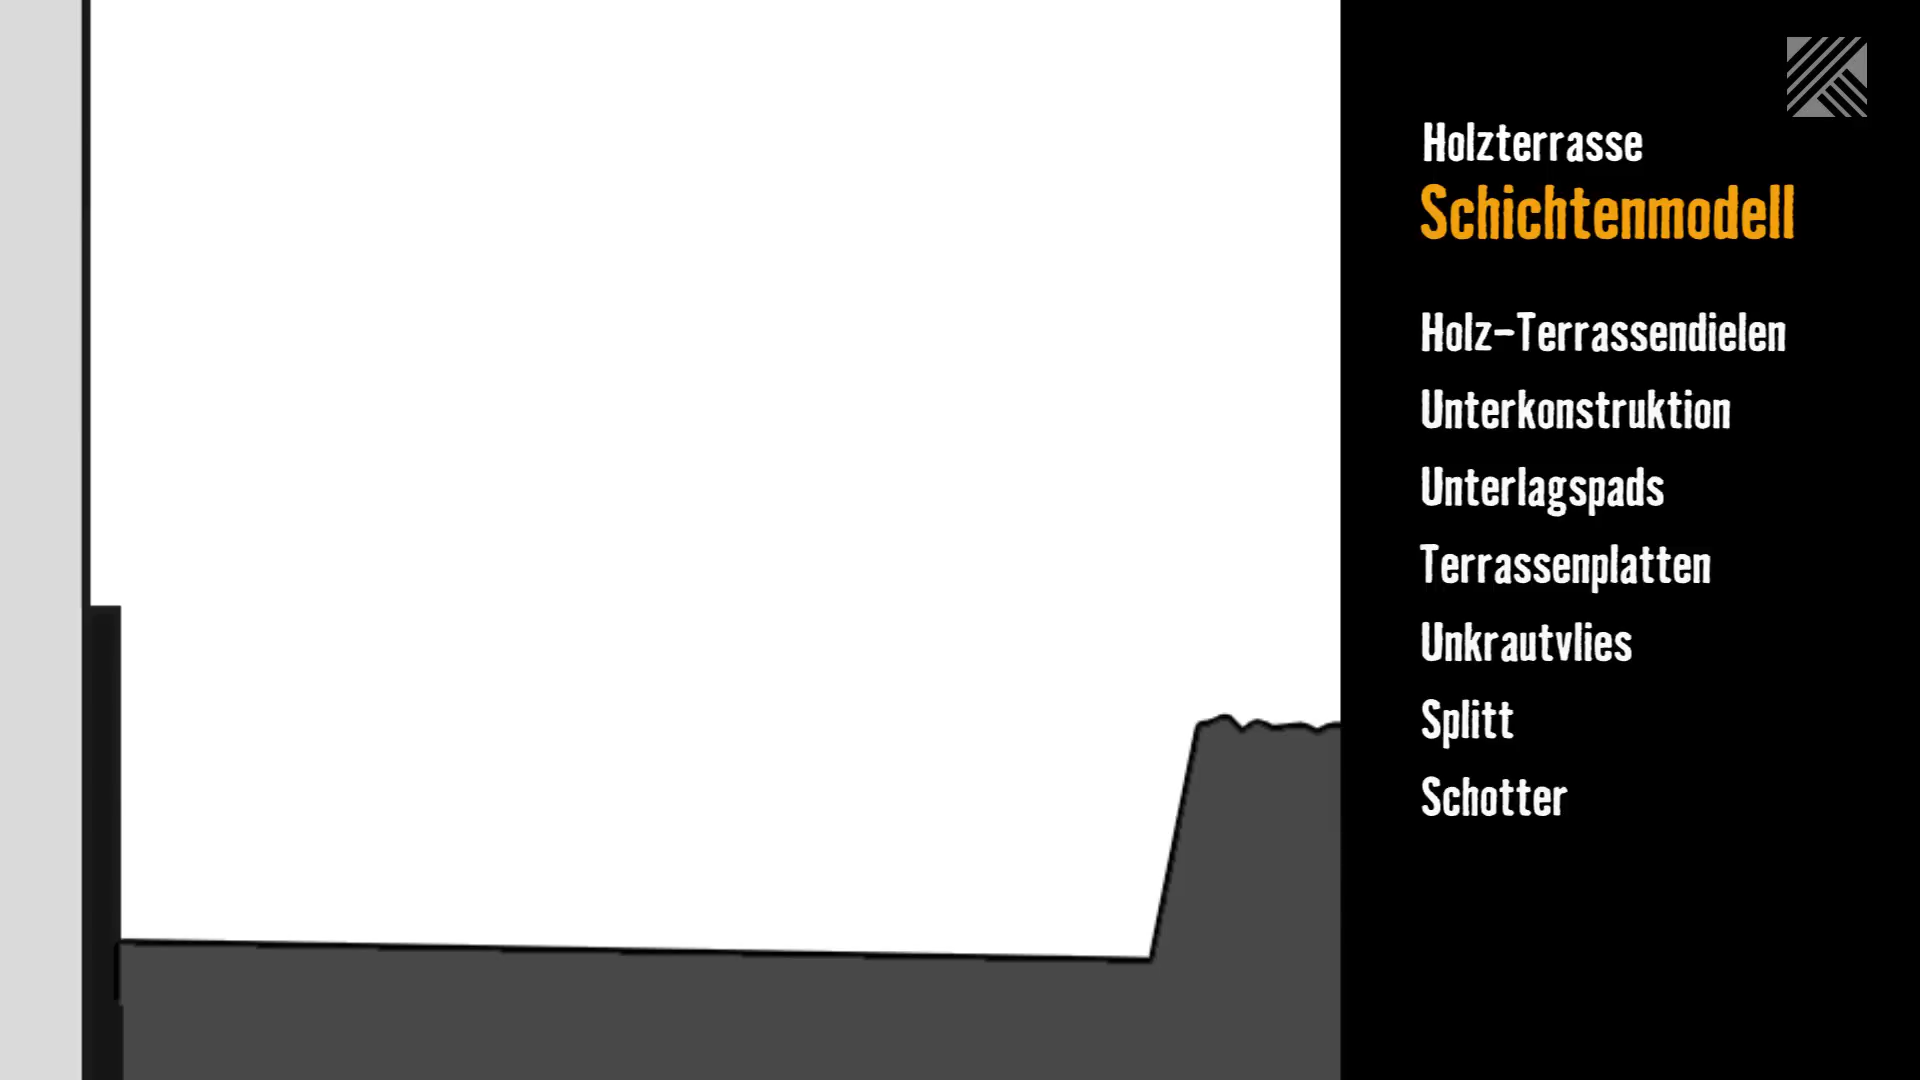 Holzterrasse
Schichtenmodell
Holz-Terrassendielen
Unterkonstruktion
Unterlagspads
Terrassenplatten
Unkrautvlies
Splitt
Schotter